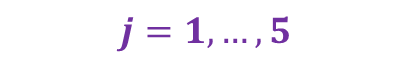 j = 1, … , 5